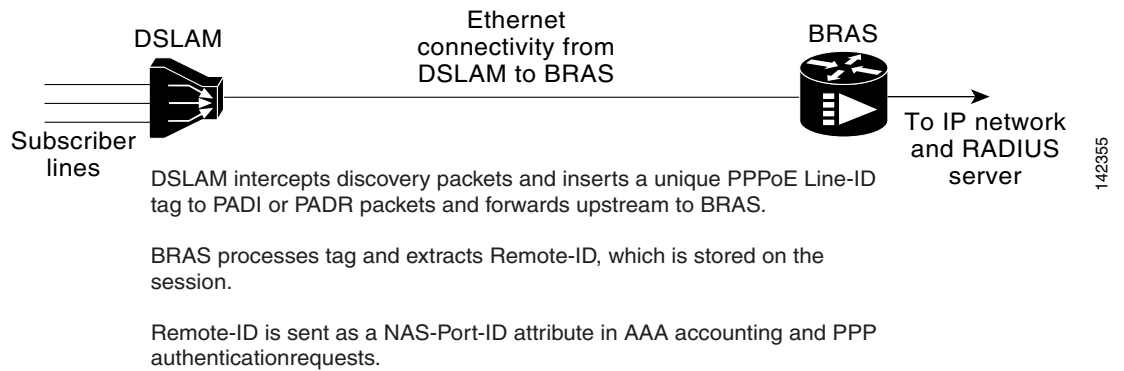 Ethernet
connectivity from
DSLAM to BRAS
DSLAM
BRAS
Subscriber
lines
To IP network
and RADIUS
server
142355
DSLAM intercepts discovery packets and inserts a unique PPPoE Line-ID
tag to PADI or PADR packets and forwards upstream to BRAS.
BRAS processes tag and extracts Remote-ID, which is stored on the
session.
Remote-ID is sent as a NAS-Port-ID attribute in AAA accounting and PPP
authenticationrequests.